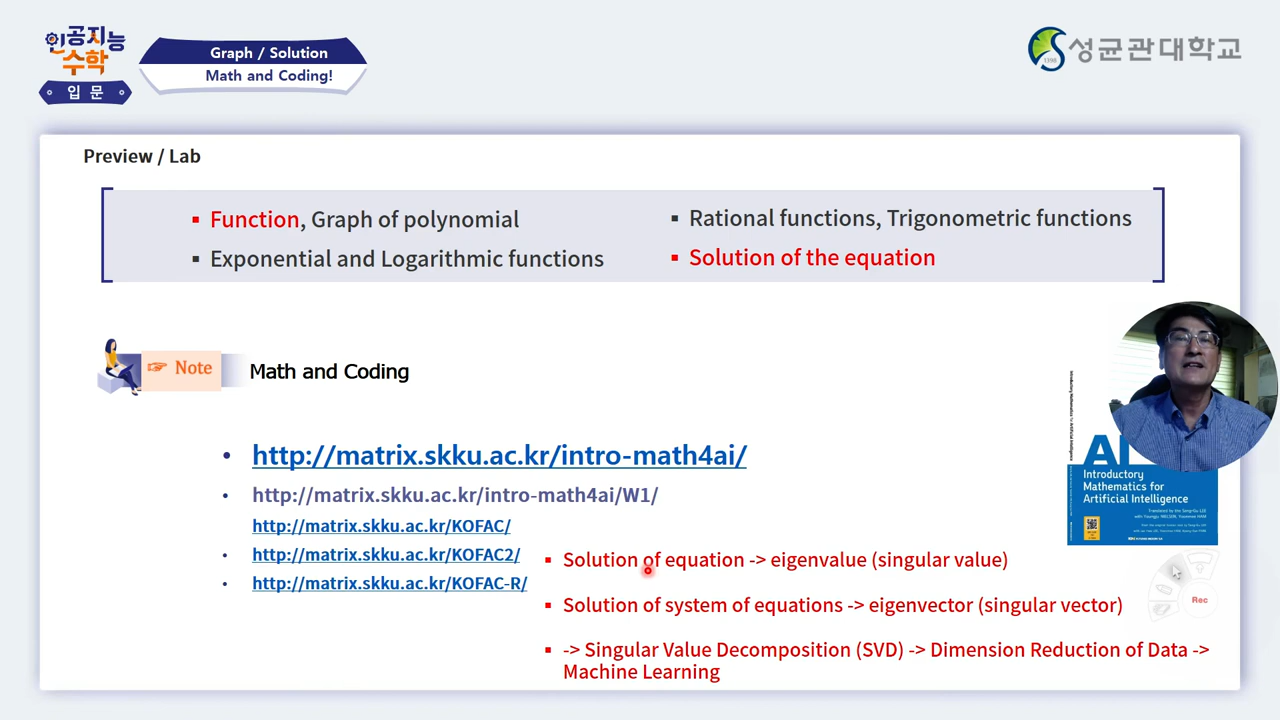 인공지능
수학
입문
Graph / Solution
Math and Coding!
1398
성균관대학교
Preview / Lab
▪ Function, Graph of polynomial
▪ Rational functions, Trigonometric functions
▪ Exponential and Logarithmic functions
▪ Solution of the equation
☞ Note
Math and Coding
• http://matrix.skku.ac.kr/intro-math4ai/
• http://matrix.skku.ac.kr/intro-math4ai/W1/
http://matrix.skku.ac.kr/KOFAC/
• http://matrix.skku.ac.kr/KOFAC2/
• http://matrix.skku.ac.kr/KOFAC-R/
▪ Solution of equation -> eigenvalue (singular value)
▪ Solution of system of equations -> eigenvector (singular vector)
▪ -> Singular Value Decomposition (SVD) -> Dimension Reduction of Data ->
Machine Learning
AI
Introductory
Mathematics for
Artificial Intelligence
Rec